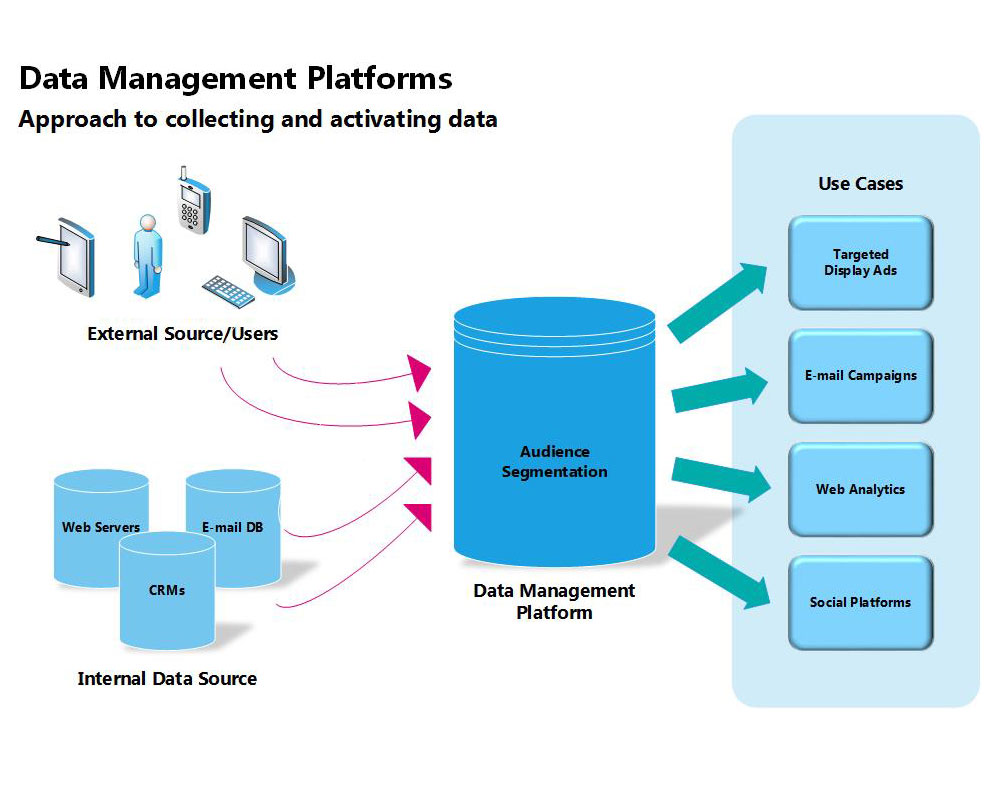 Data Management Platforms
Approach to collecting and activating data
External Source/Users
Web Servers
E-mail DB
CRMs
Internal Data Source
Audience
Segmentation
Data Management
Platform
Use Cases
Targeted
Display Ads
E-mail Campaigns
Web Analytics
Social Platforms